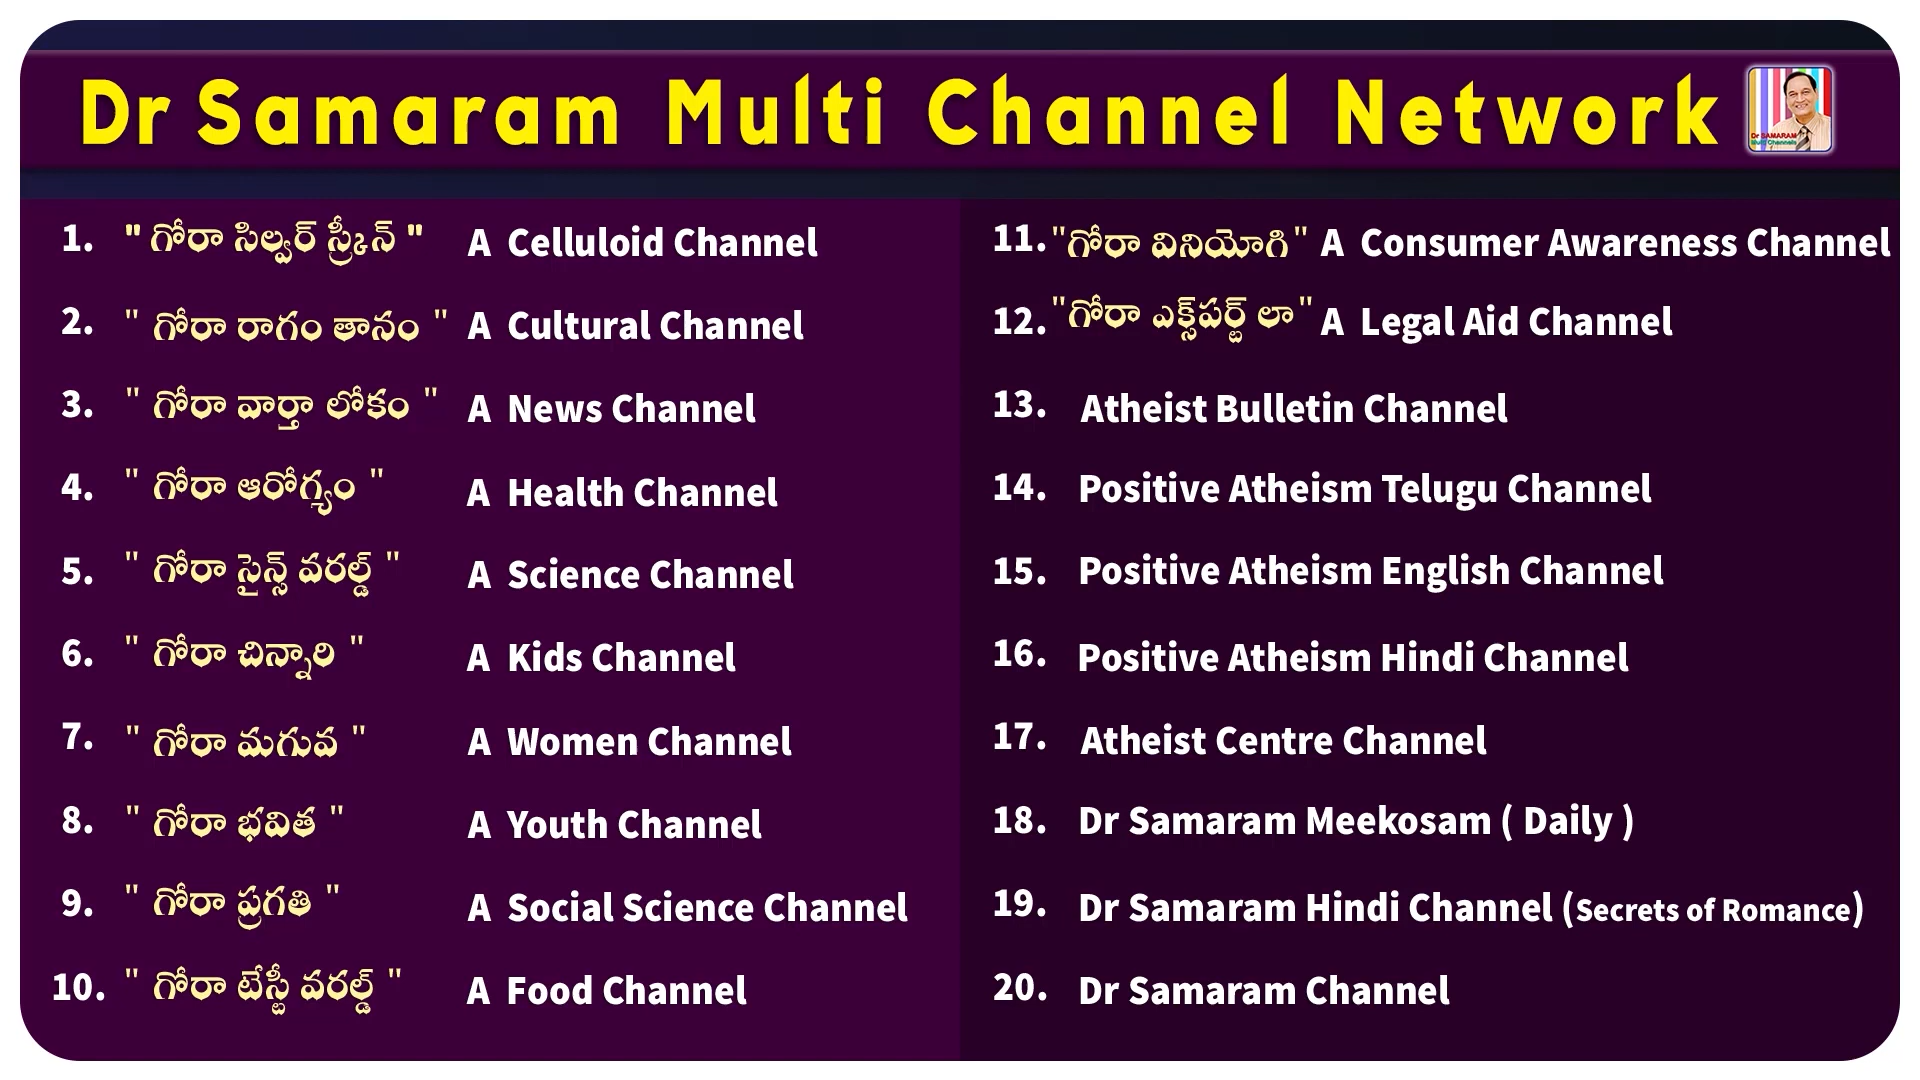 Dr Samaram Multi Channel Network
Dr SAMARAM
Multi Channels
1. " గోరా సిల్వర్ స్క్రీన్ " A Celluloid Channel
2. " గోరా రాగం తానం " A Cultural Channel
3. " గోరా వార్తా లోకం " A News Channel
4. " గోరా ఆరోగ్యం " A Health Channel
5. " గోరా సైన్స్ వరల్డ్ " A Science Channel
6. " గోరా చిన్నారి " A Kids Channel
7. " గోరా మగువ " A Women Channel
8. " గోరా భవిత " A Youth Channel
9. " గోరా ప్రగతి " A Social Science Channel
10. " గోరా టేస్టీ వరల్డ్ " A Food Channel
11. "గోరా వినియోగి" A Consumer Awareness Channel
12. "గోరా ఎక్స్‌పర్ట్ లా" A Legal Aid Channel
13. Atheist Bulletin Channel
14. Positive Atheism Telugu Channel
15. Positive Atheism English Channel
16. Positive Atheism Hindi Channel
17. Atheist Centre Channel
18. Dr Samaram Meekosam ( Daily )
19. Dr Samaram Hindi Channel (Secrets of Romance)
20. Dr Samaram Channel